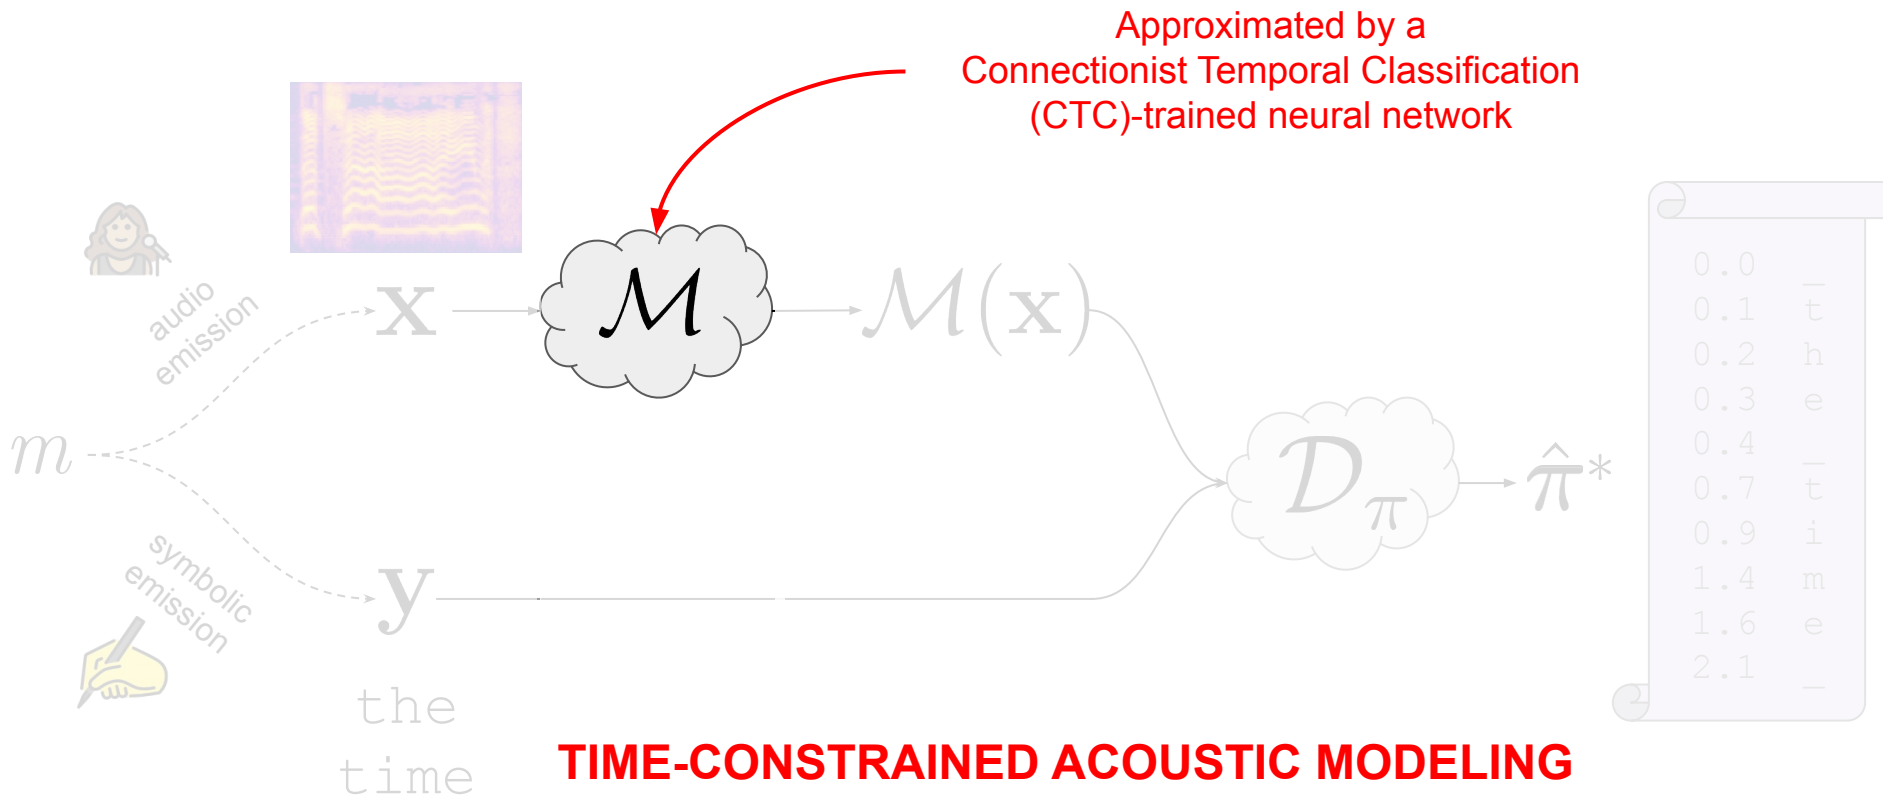 Approximated by a
Connectionist Temporal Classification
(CTC)-trained neural network
audio
emission
x
M
M(x)
m
D_π
π̂*
symbolic
emission
y
the
time
0.0 _
0.1 t
0.2 h
0.3 e
0.4 _
0.7 t
0.9 i
1.4 m
1.6 e
2.1 _
TIME-CONSTRAINED ACOUSTIC MODELING